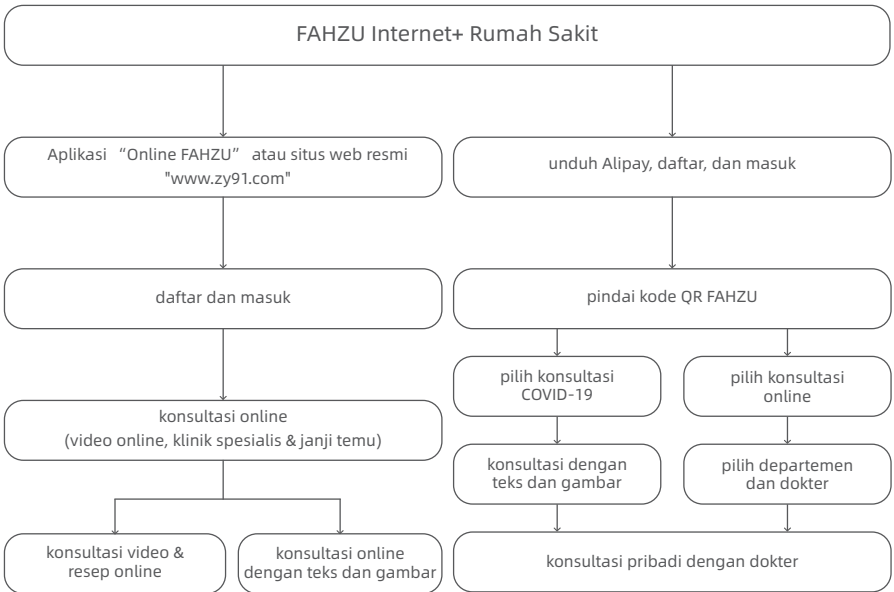 FAHZU Internet+ Rumah Sakit
Aplikasi “Online FAHZU” atau situs web resmi
"www.zy91.com"
unduh Alipay, daftar, dan masuk
daftar dan masuk
pindai kode QR FAHZU
pilih konsultasi
COVID-19
pilih konsultasi
online
konsultasi online
(video online, klinik spesialis & janji temu)
konsultasi dengan
teks dan gambar
pilih departemen
dan dokter
konsultasi video &
resep online
konsultasi online
dengan teks dan gambar
konsultasi pribadi dengan dokter